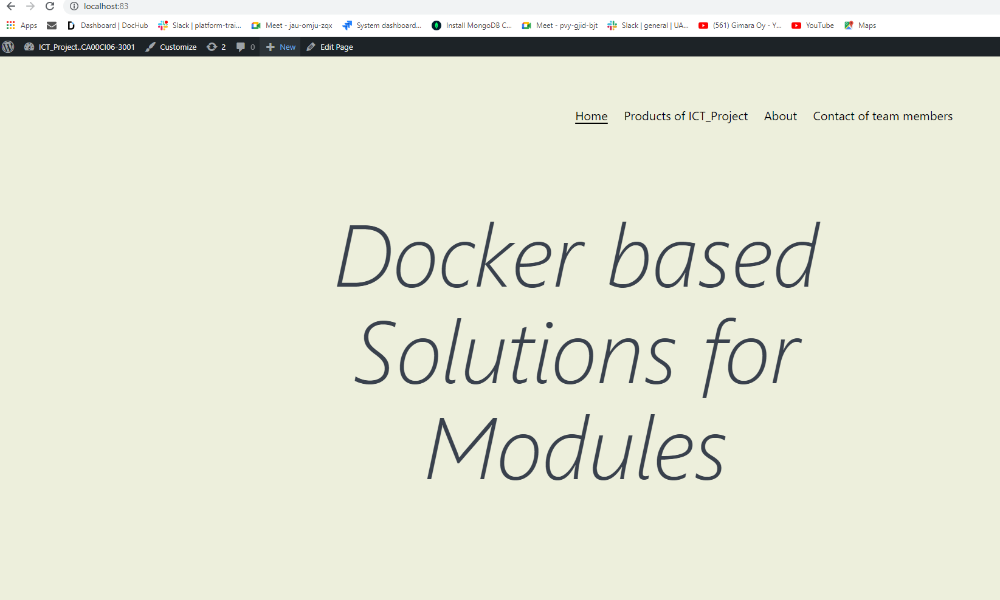 localhost:83
Apps Dashboard | DocHub Slack | platform-trai... Meet - jau-omju-zqx System dashboard... Install MongoDB C... Meet - pvy-gjid-bjt Slack | general | UA... (561) Gimara Oy - Y... YouTube Maps
ICT_Project..CA00CI06-3001 Customize 2 0 New Edit Page
Home Products of ICT_Project About Contact of team members
Docker based
Solutions for
Modules